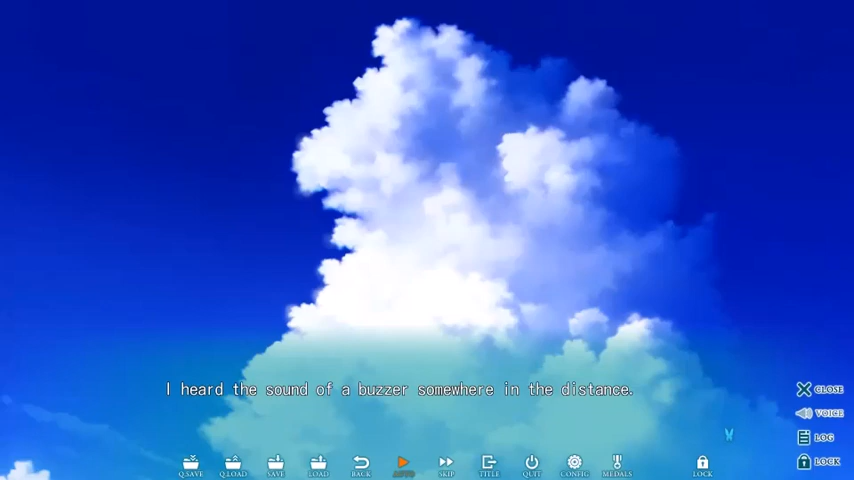 I heard the sound of a buzzer somewhere in the distance.
CLOSE
VOICE
LOG
LOCK
Q.SAVE Q.LOAD SAVE LOAD BACK AUTO SKIP TITLE QUIT CONFIG MEDALS LOCK